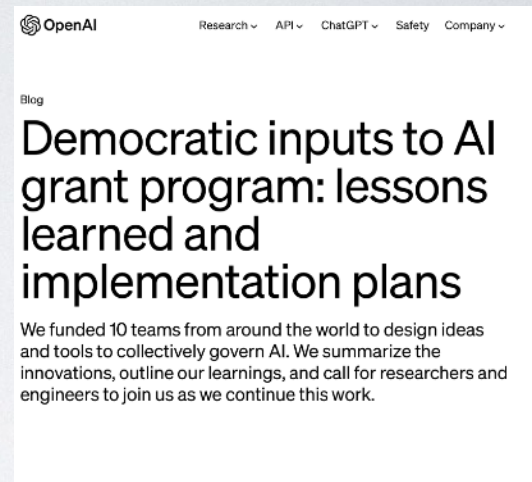 OpenAI Research API ChatGPT Safety Company
Blog
Democratic inputs to AI
grant program: lessons
learned and
implementation plans
We funded 10 teams from around the world to design ideas
and tools to collectively govern AI. We summarize the
innovations, outline our learnings, and call for researchers and
engineers to join us as we continue this work.